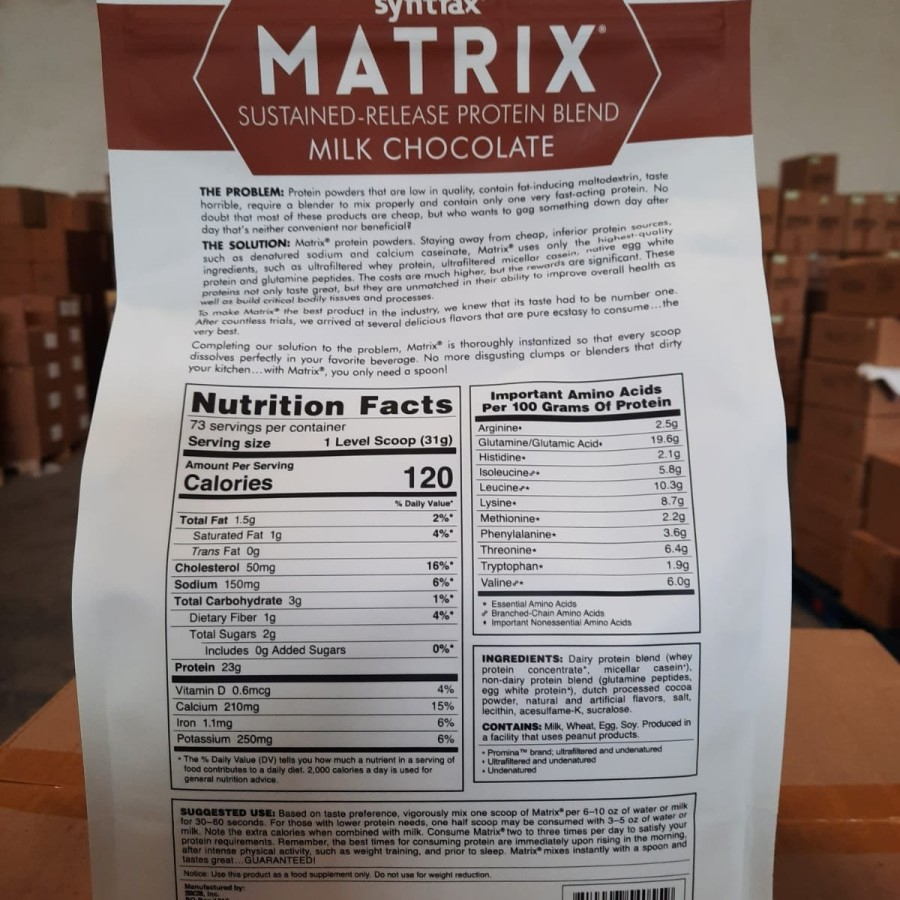 syntrax
MATRIX®
SUSTAINED-RELEASE PROTEIN BLEND
MILK CHOCOLATE
THE PROBLEM: Protein powders that are low in quality, contain fat-inducing maltodextrin, taste
horrible, require a blender to mix properly and contain only one very fast-acting protein. No
doubt that most of these products are cheap, but who wants to gag something down day after
day that's neither convenient nor beneficial?
THE SOLUTION: Matrix® protein powders. Staying away from cheap, inferior protein sources,
such as denatured sodium and calcium caseinate, Matrix® uses only the highest-quality
ingredients, such as ultrafiltered whey protein, ultrafiltered micellar casein, native egg white
protein and glutamine peptides. The costs are much higher, but the rewards are significant. These
proteins not only taste great, but they are unmatched in their ability to improve overall health as
well as build critical bodily tissues and processes.
To make Matrix® the best product in the industry, we knew that its taste had to be number one.
After countless trials, we arrived at several delicious flavors that are pure ecstasy to consume...the
very best.
Completing our solution to the problem, Matrix® is thoroughly instantized so that every scoop
dissolves perfectly in your favorite beverage. No more disgusting clumps or blenders that dirty
your kitchen...with Matrix®, you only need a spoon!
Nutrition Facts
73 servings per container
Serving size 1 Level Scoop (31g)
Amount Per Serving
Calories 120
% Daily Value*
Total Fat 1.5g 2%*
Saturated Fat 1g 4%*
Trans Fat 0g
Cholesterol 50mg 16%*
Sodium 150mg 6%*
Total Carbohydrate 3g 1%*
Dietary Fiber 1g 4%*
Total Sugars 2g
Includes 0g Added Sugars 0%*
Protein 23g
Vitamin D 0.6mcg 4%
Calcium 210mg 15%
Iron 1.1mg 6%
Potassium 250mg 6%
* The % Daily Value (DV) tells you how much a nutrient in a serving of
food contributes to a daily diet. 2,000 calories a day is used for
general nutrition advice.
Important Amino Acids
Per 100 Grams Of Protein
Arginine• 2.5g
Glutamine/Glutamic Acid• 19.6g
Histidine• 2.1g
Isoleucine• 5.8g
Leucine• 10.3g
Lysine• 8.7g
Methionine• 2.2g
Phenylalanine• 3.6g
Threonine• 6.4g
Tryptophan• 1.9g
Valine• 6.0g
• Essential Amino Acids
Branched-Chain Amino Acids
• Important Nonessential Amino Acids
INGREDIENTS: Dairy protein blend (whey
protein concentrate*, micellar casein*),
non-dairy protein blend (glutamine peptides,
egg white protein*), dutch processed cocoa
powder, natural and artificial flavors, salt,
lecithin, acesulfame-K, sucralose.
CONTAINS: Milk, Wheat, Egg, Soy. Produced in
a facility that uses peanut products.
• Promina™ brand; ultrafiltered and undenatured
• Ultrafiltered and undenatured
• Undenatured
SUGGESTED USE: Based on taste preference, vigorously mix one scoop of Matrix® per 6–10 oz of water or milk
for 30–60 seconds. For those with lower protein needs, one half scoop may be consumed with 3–5 oz of water or
milk. Note the extra calories when combined with milk. Consume Matrix® two to three times per day to satisfy your
protein requirements. Remember, the best times for consuming protein are immediately upon rising in the morning,
after intense physical activity, such as weight training, and prior to sleep. Matrix® mixes instantly with a spoon and
tastes great...GUARANTEED!
Notice: Use this product as a food supplement only. Do not use for weight reduction.
Manufactured by: